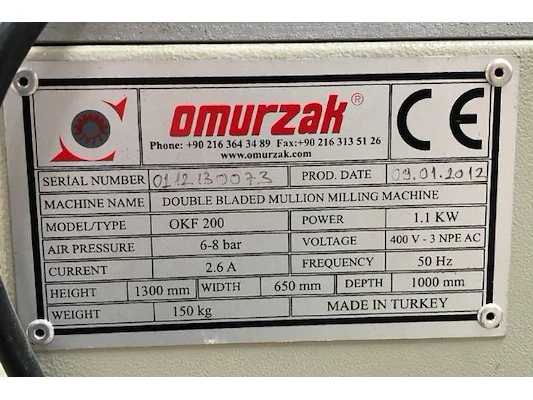 omurzak®
CE
Phone: +90 216 364 34 89 Fax:+90 216 313 51 26
www.omurzak.com
SERIAL NUMBER 0112.130073 PROD. DATE 09.01.2012
MACHINE NAME DOUBLE BLADED MULLION MILLING MACHINE
MODEL/TYPE OKF 200 POWER 1.1 KW
AIR PRESSURE 6-8 bar VOLTAGE 400 V - 3 NPE AC
CURRENT 2.6 A FREQUENCY 50 Hz
HEIGHT 1300 mm WIDTH 650 mm DEPTH 1000 mm
WEIGHT 150 kg MADE IN TURKEY